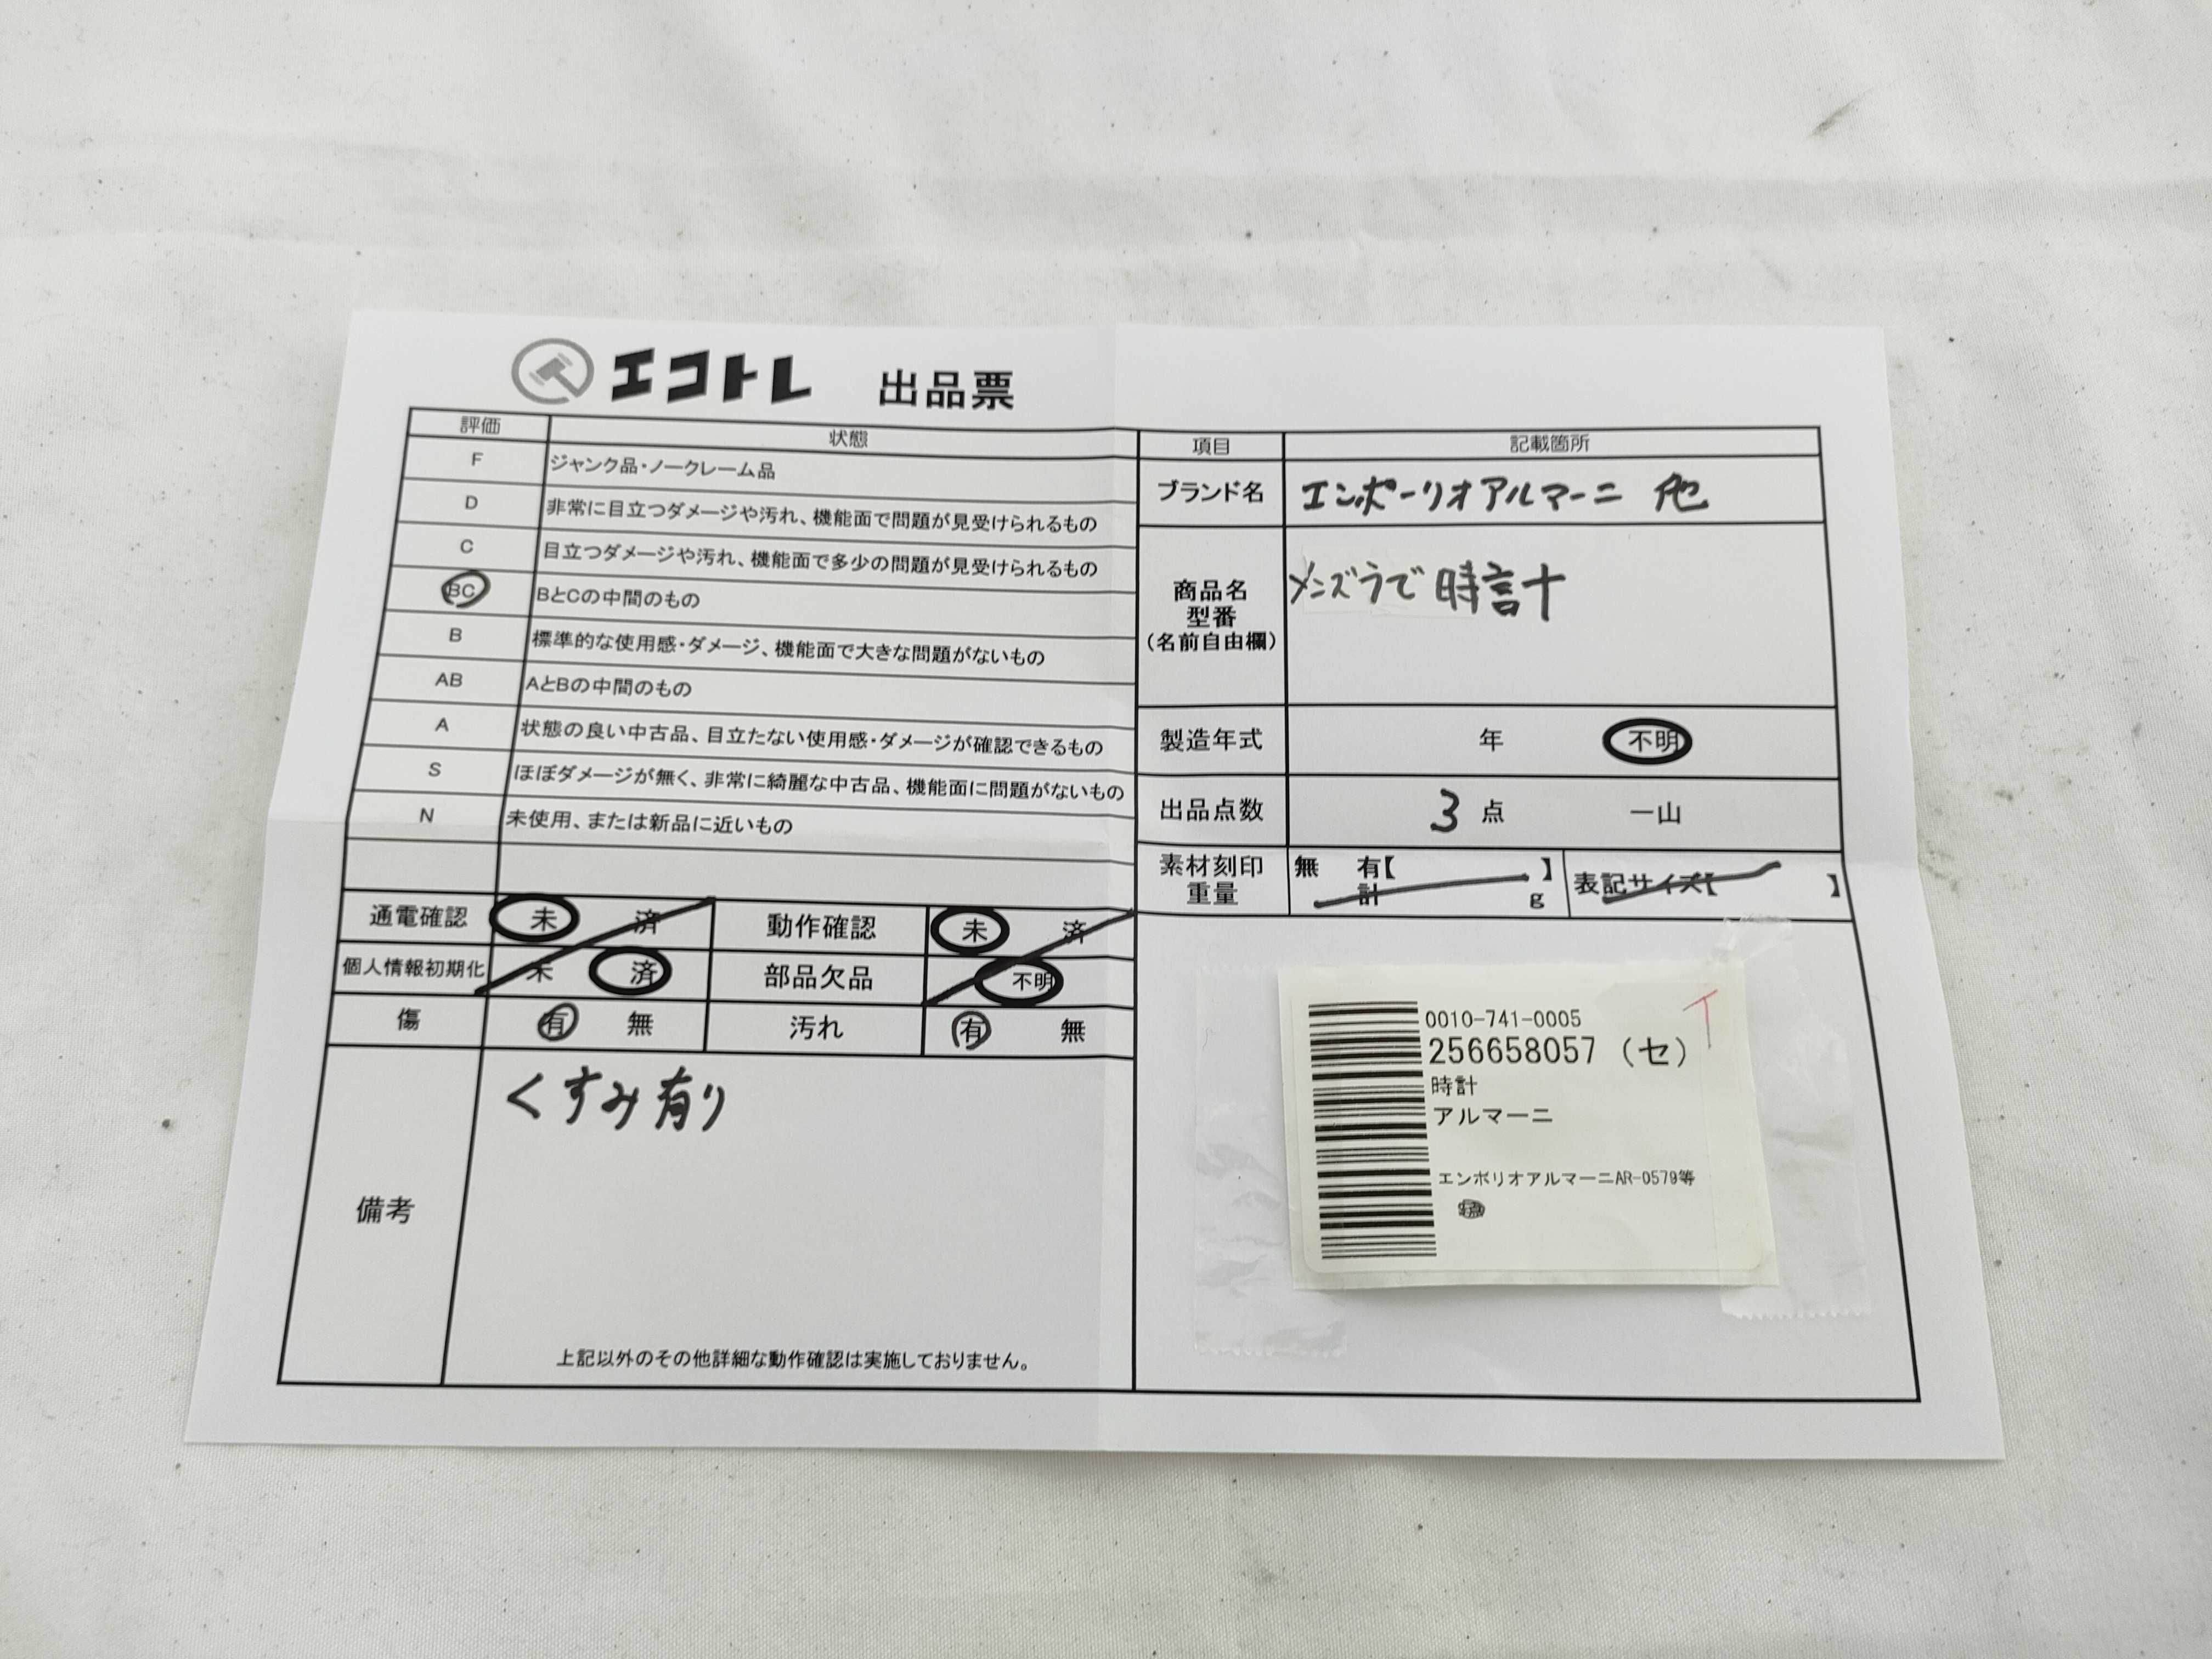 エコトレ 出品票
評価 状態
F ジャンク品・ノークレーム品
D 非常に目立つダメージや汚れ、機能面で問題が見受けられるもの
C 目立つダメージや汚れ、機能面で多少の問題が見受けられるもの
BC BとCの中間のもの
B 標準的な使用感・ダメージ、機能面で大きな問題がないもの
AB AとBの中間のもの
A 状態の良い中古品、目立たない使用感・ダメージが確認できるもの
S ほぼダメージが無く、非常に綺麗な中古品、機能面に問題がないもの
N 未使用、または新品に近いもの
通電確認 未 済 動作確認 未 済
個人情報初期化 未 済 部品欠品 不明
傷 有 無 汚れ 有 無
備考
くすみ有り
上記以外のその他詳細な動作確認は実施しておりません。
項目 記載箇所
ブランド名 エンポーリオアルマーニ 他
商品名
型番
(名前自由欄)
メンズうで時計
製造年式 年 不明
出品点数 3 点 一山
素材刻印
重量
無 有【 】
計 g
表記サイズ【 】
0010-741-0005
256658057 (セ)
T
時計
アルマーニ
エンポリオアルマーニAR-0579等